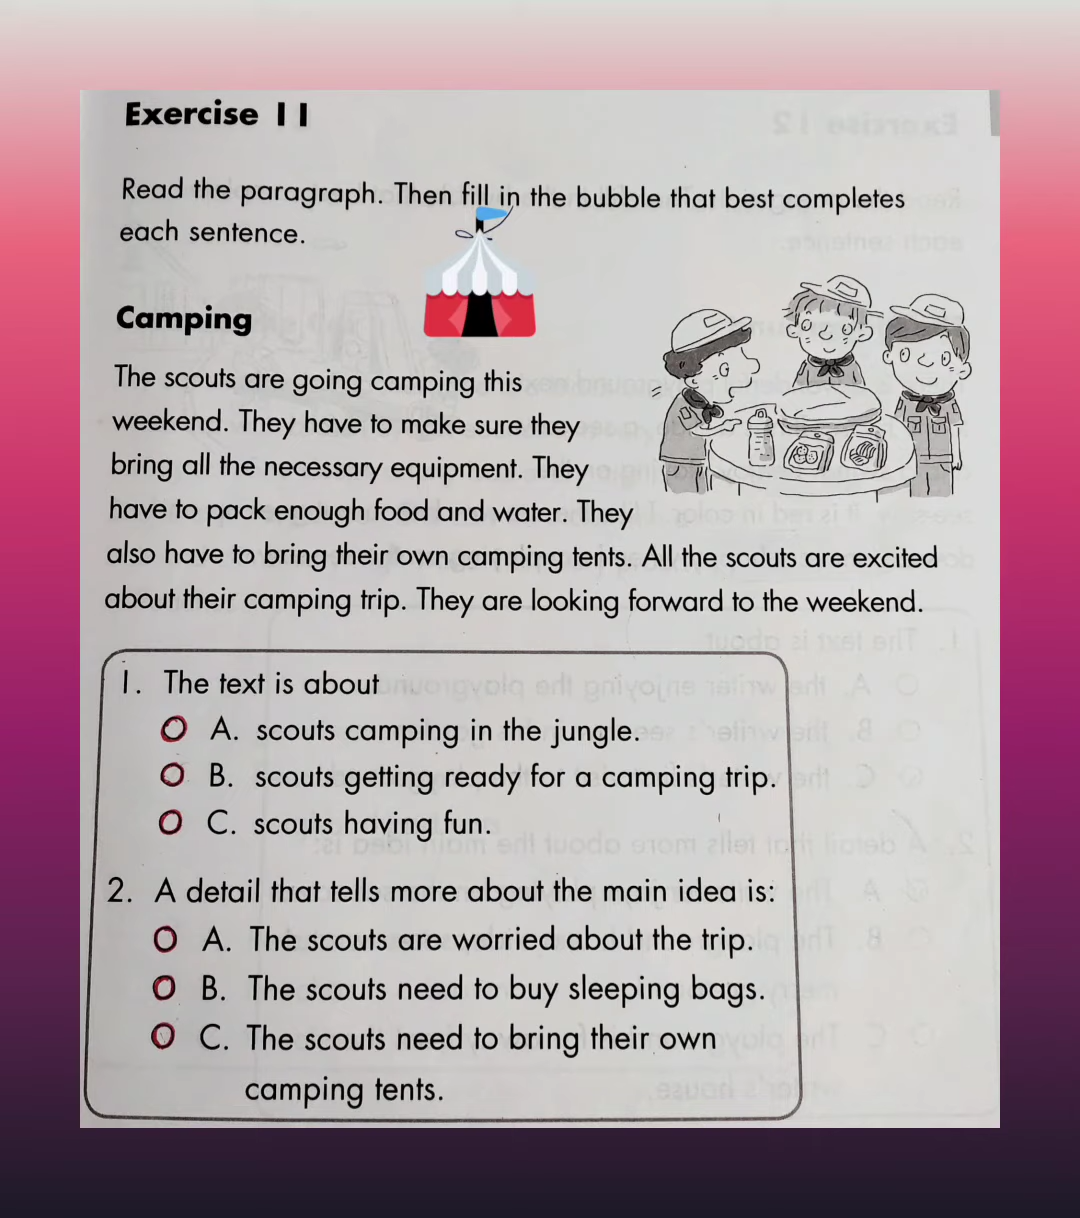 Exercise 11
Read the paragraph. Then fill in the bubble that best completes
each sentence.
Camping
The scouts are going camping this
weekend. They have to make sure they
bring all the necessary equipment. They
have to pack enough food and water. They
also have to bring their own camping tents. All the scouts are excited
about their camping trip. They are looking forward to the weekend.
1. The text is about
A. scouts camping in the jungle.
B. scouts getting ready for a camping trip.
C. scouts having fun.
2. A detail that tells more about the main idea is:
A. The scouts are worried about the trip.
B. The scouts need to buy sleeping bags.
C. The scouts need to bring their own
camping tents.